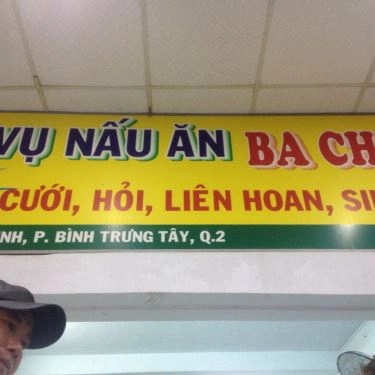 VỤ NẤU ĂN BA CH
CƯỚI, HỎI, LIÊN HOAN, SI
NH, P. BÌNH TRƯNG TÂY, Q.2